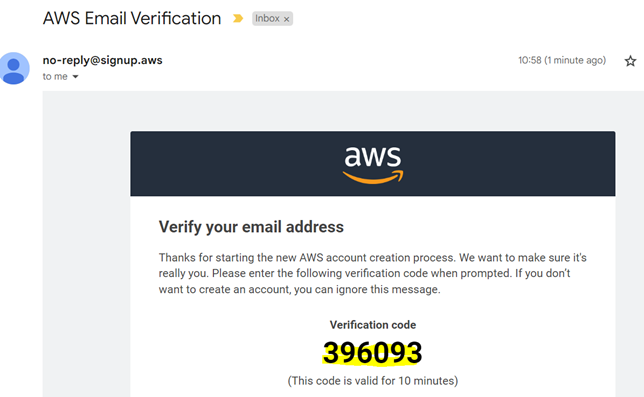 AWS Email Verification
Inbox ×
no-reply@signup.aws
10:58 (1 minute ago)
to me
aws
Verify your email address
Thanks for starting the new AWS account creation process. We want to make sure it's
really you. Please enter the following verification code when prompted. If you don't
want to create an account, you can ignore this message.
Verification code
396093
(This code is valid for 10 minutes)